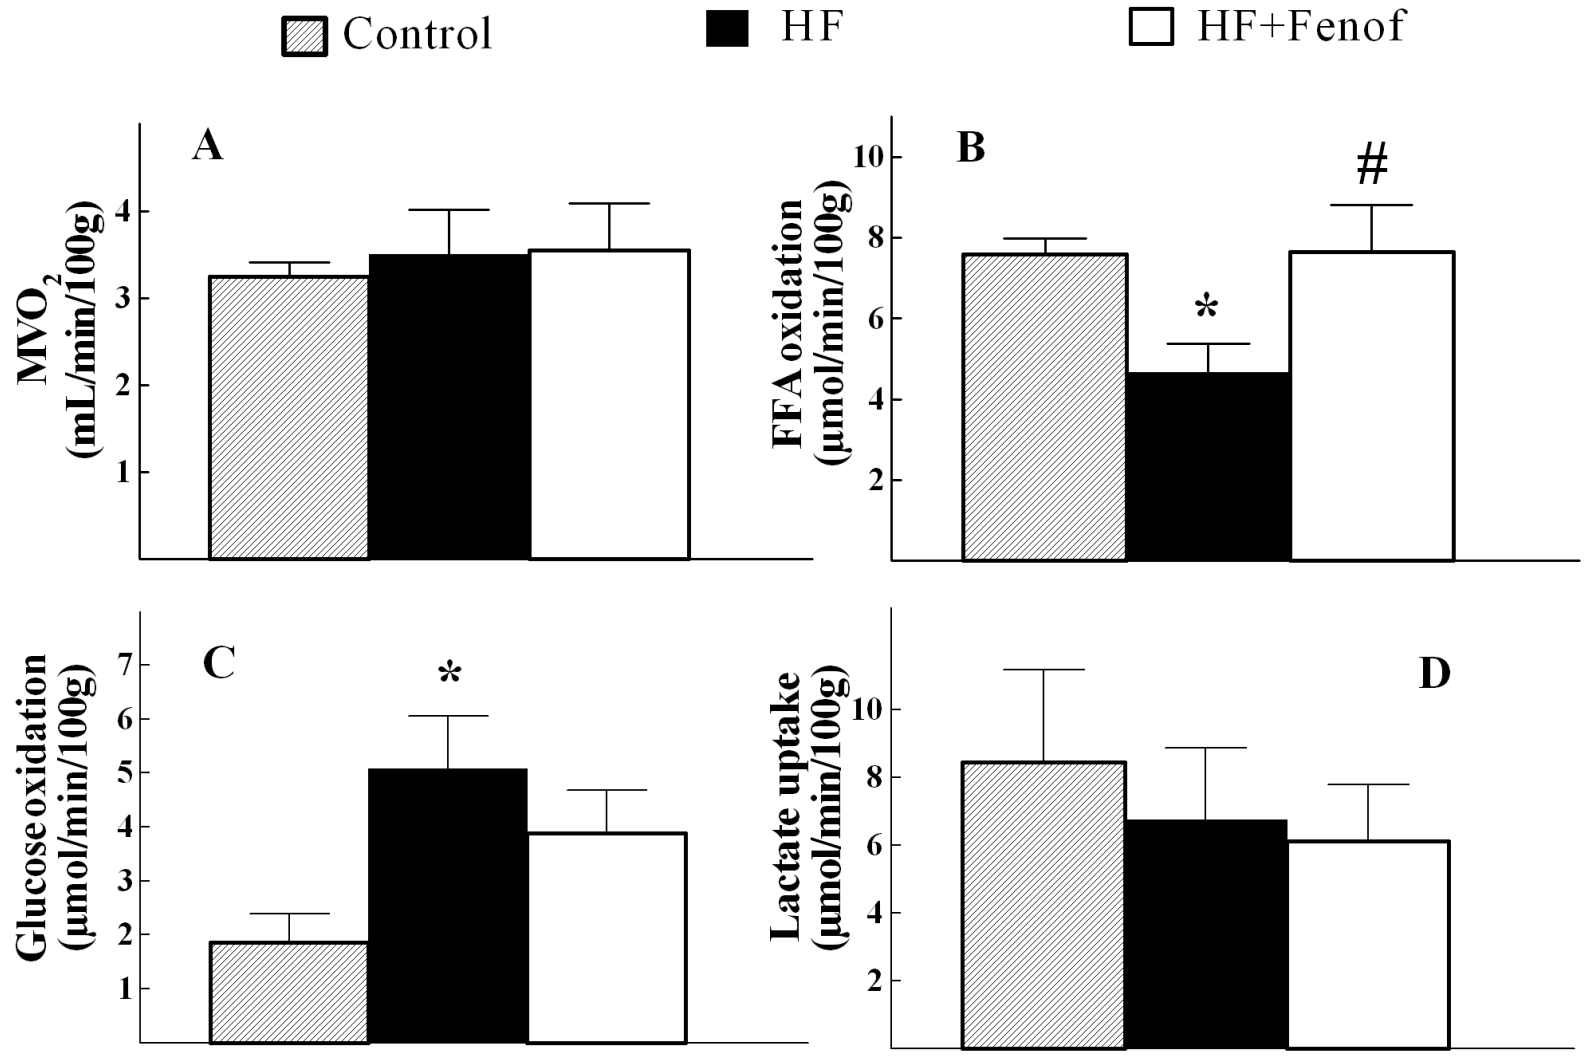 Control
HF
HF+Fenof
A
MVO2
(mL/min/100g)
4
3
2
1
B
#
*
FFA oxidation
(µmol/min/100g)
10
8
6
4
2
C
*
Glucose oxidation
(µmol/min/100g)
7
6
5
4
3
2
1
D
Lactate uptake
(µmol/min/100g)
10
8
6
4
2